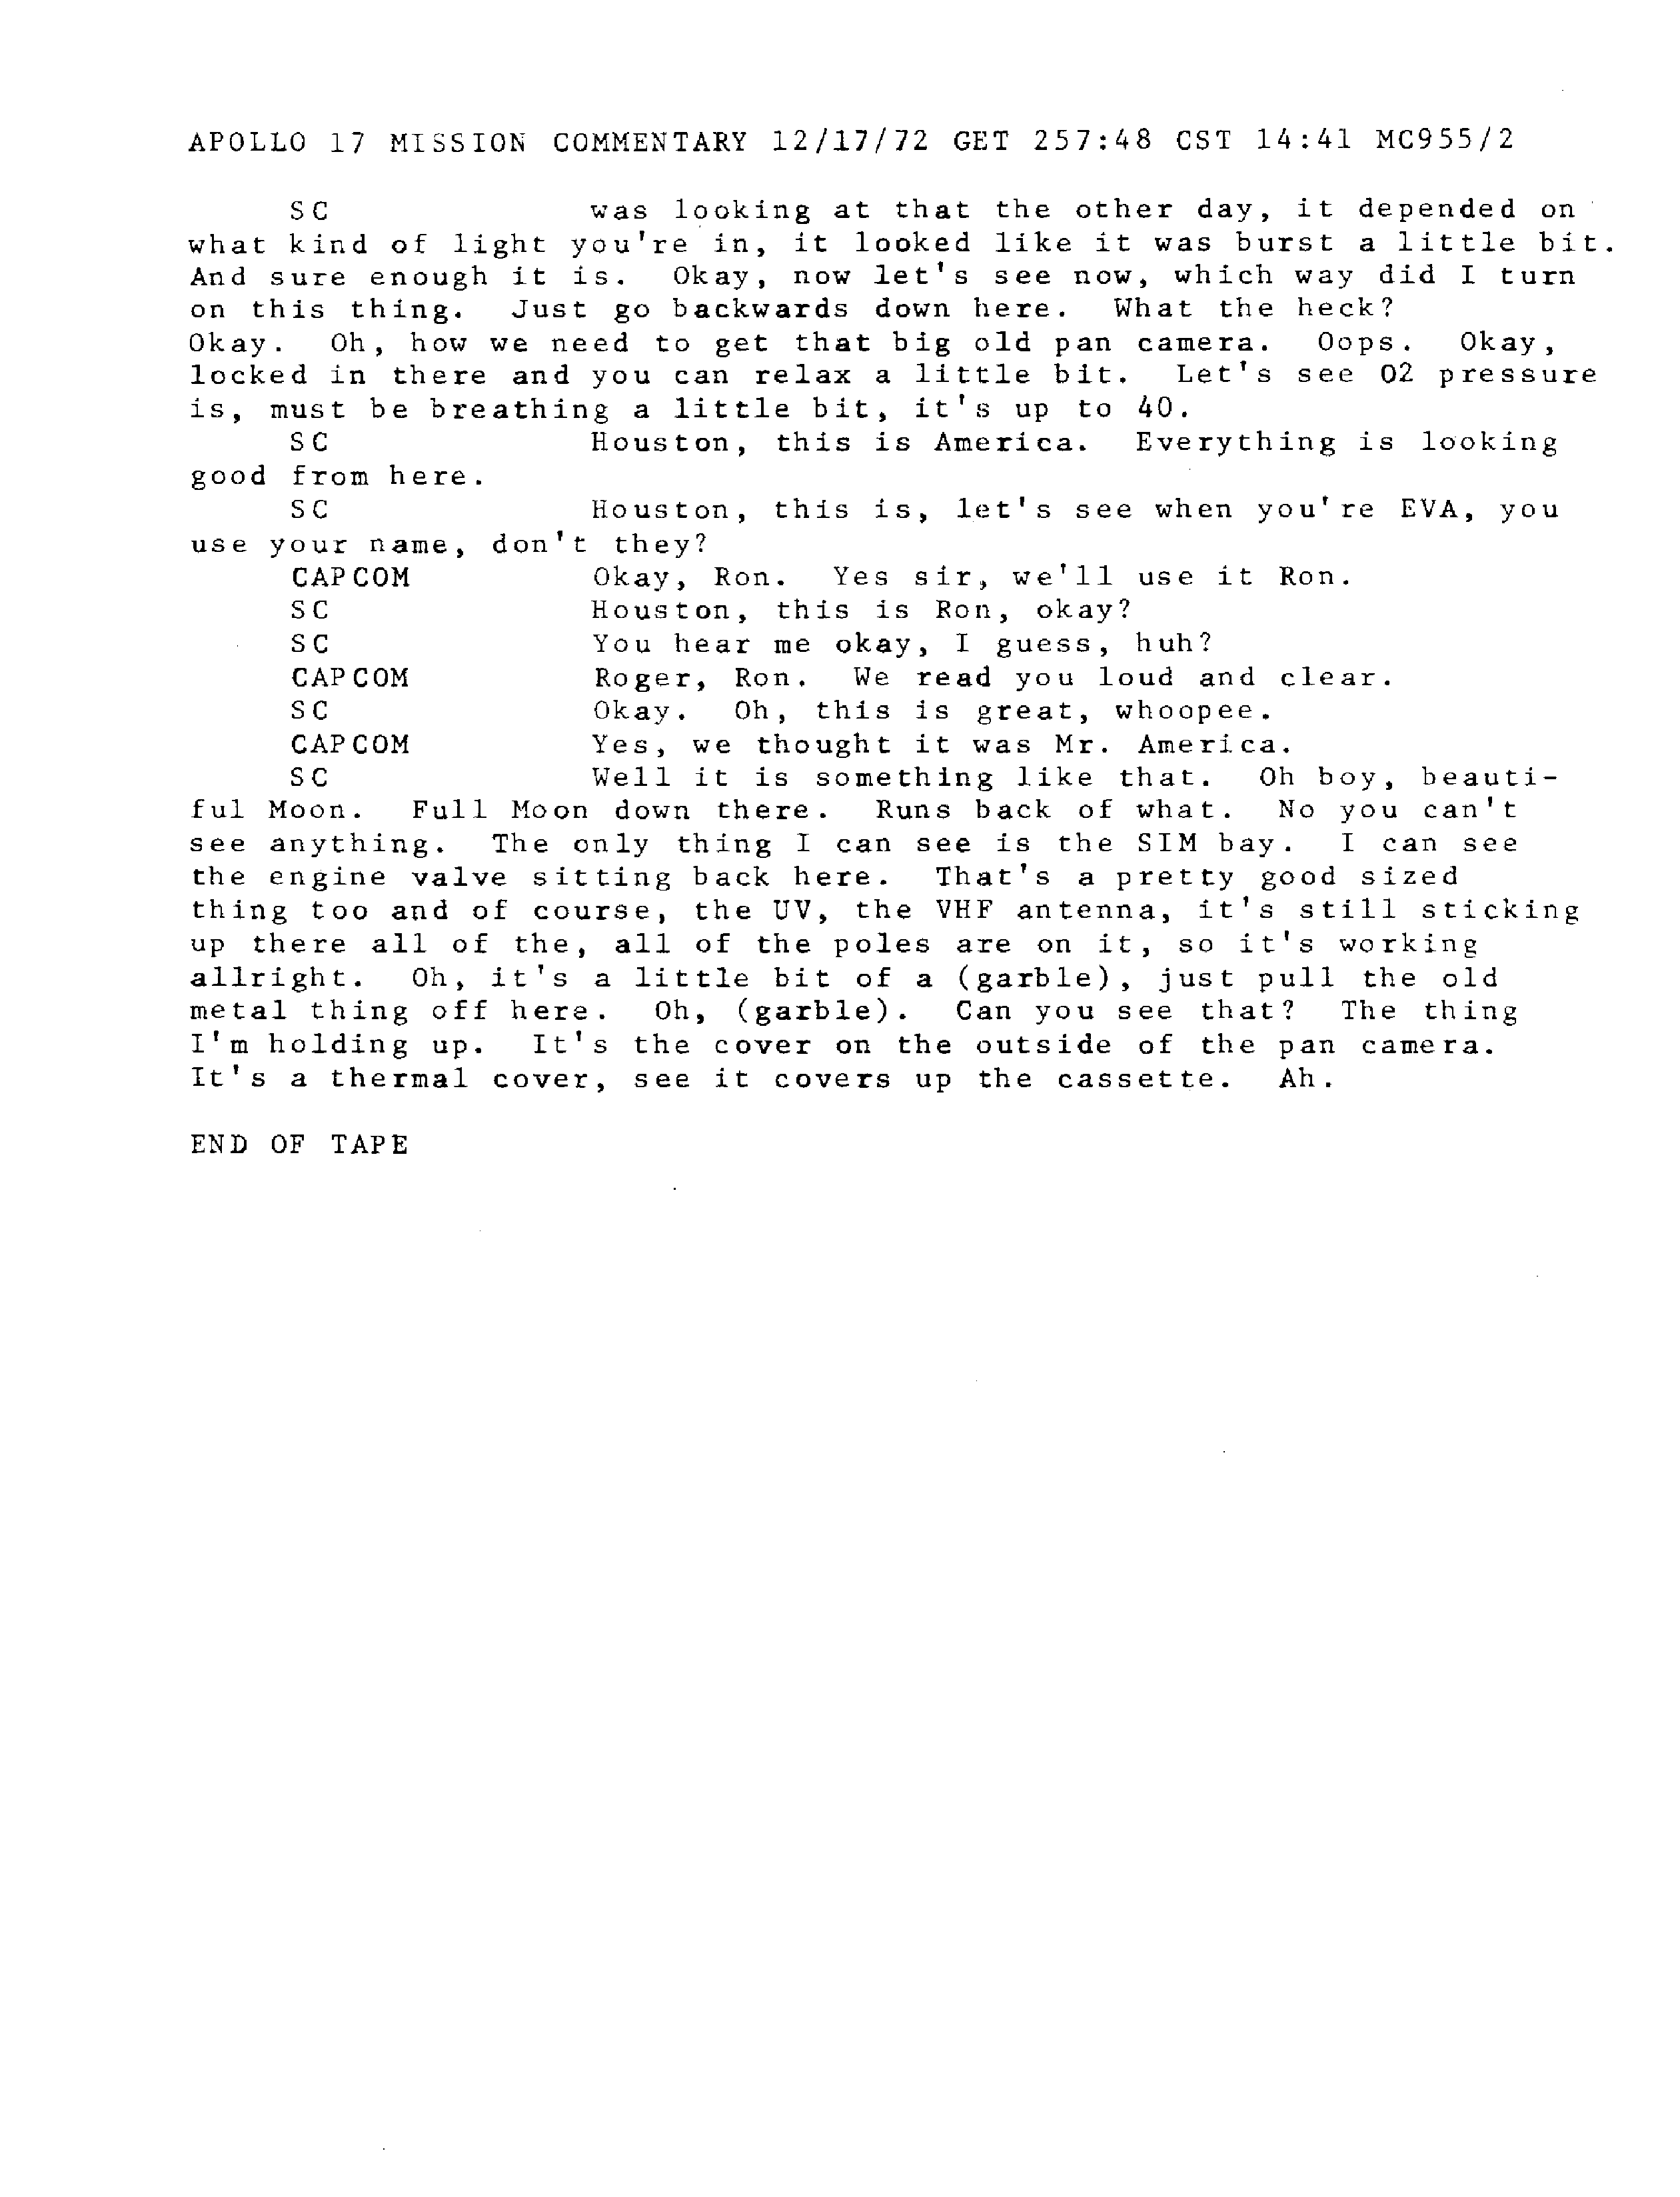 APOLLO 17 MISSION COMMENTARY 12/17/72 GET 257:48 CST 14:41 MC955/2
SC was looking at that the other day, it depended on
what kind of light you're in, it looked like it was burst a little bit.
And sure enough it is. Okay, now let's see now, which way did I turn
on this thing. Just go backwards down here. What the heck?
Okay. Oh, how we need to get that big old pan camera. Oops. Okay,
locked in there and you can relax a little bit. Let's see O2 pressure
is, must be breathing a little bit, it's up to 40.
SC Houston, this is America. Everything is looking
good from here.
SC Houston, this is, let's see when you're EVA, you
use your name, don't they?
CAPCOM Okay, Ron. Yes sir, we'll use it Ron.
SC Houston, this is Ron, okay?
SC You hear me okay, I guess, huh?
CAPCOM Roger, Ron. We read you loud and clear.
SC Okay. Oh, this is great, whoopee.
CAPCOM Yes, we thought it was Mr. America.
SC Well it is something like that. Oh boy, beauti-
ful Moon. Full Moon down there. Runs back of what. No you can't
see anything. The only thing I can see is the SIM bay. I can see
the engine valve sitting back here. That's a pretty good sized
thing too and of course, the UV, the VHF antenna, it's still sticking
up there all of the, all of the poles are on it, so it's working
allright. Oh, it's a little bit of a (garble), just pull the old
metal thing off here. Oh, (garble). Can you see that? The thing
I'm holding up. It's the cover on the outside of the pan camera.
It's a thermal cover, see it covers up the cassette. Ah.
END OF TAPE